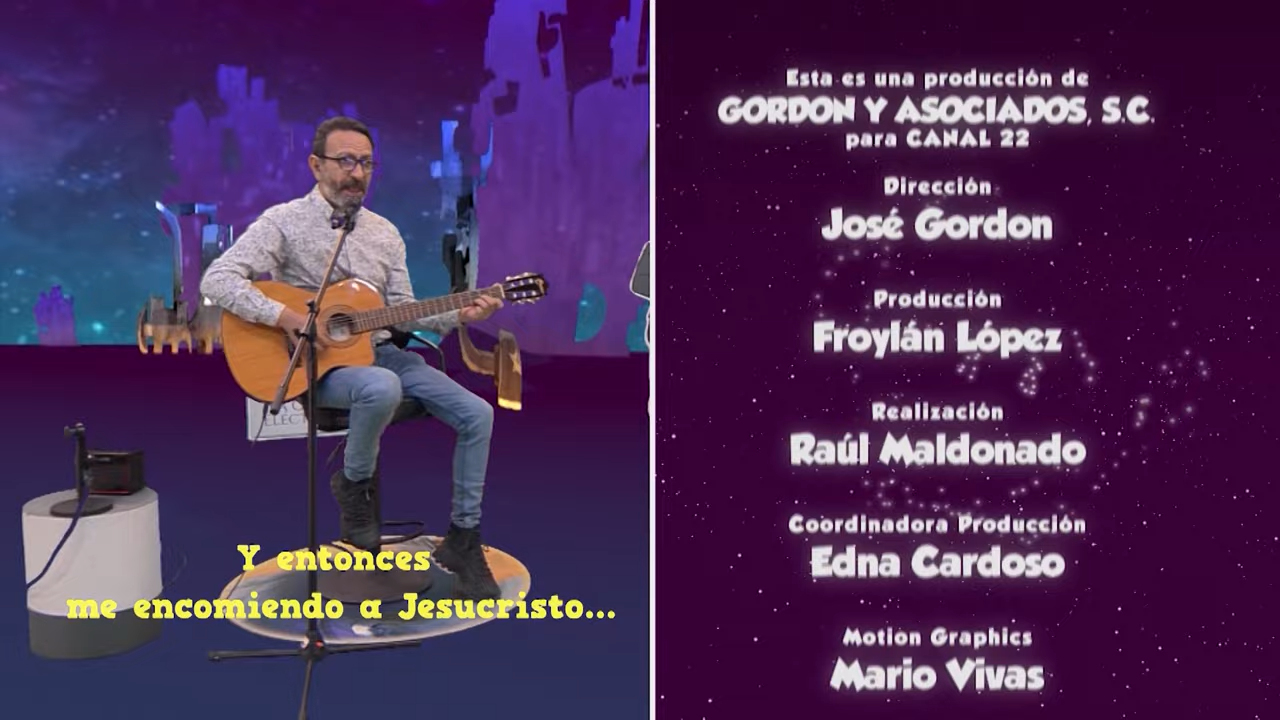 Y entonces
me encomiendo a Jesucristo...
Esta es una producción de
GORDON Y ASOCIADOS, S.C.
para CANAL 22
Dirección
José Gordon
Producción
Froylán López
Realización
Raúl Maldonado
Coordinadora Producción
Edna Cardoso
Motion Graphics
Mario Vivas